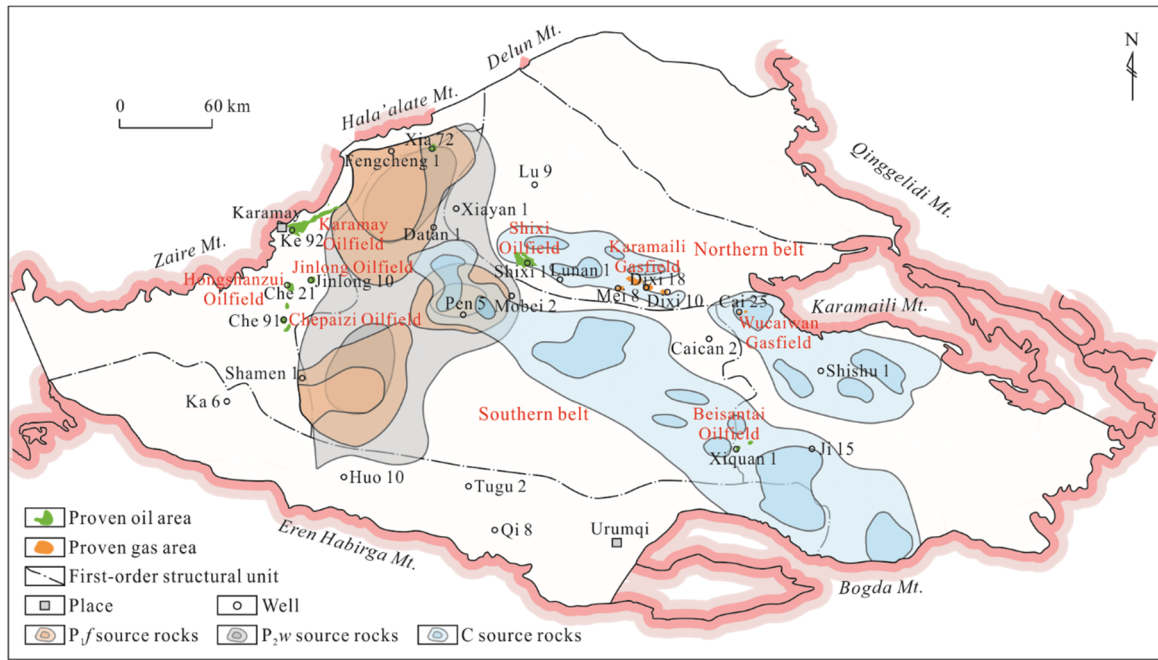 Delun Mt.
N
0 60 km
Hala'alate Mt.
Xia 72
Fengcheng 1
Qinggelidi Mt.
Lu 9
Karamay
Xiayan 1
Ke 92
Karamay
Oilfield
Datan 1
Shixi
Oilfield
Zaire Mt.
Karamaili
Gasfield
Northern belt
Jinlong Oilfield
Hongshanzui
Oilfield
Jinlong 10
Shixi 1
Lunan 1
Dixi 18
Che 21
Mei 8
Dixi 10
Cai 25
Karamaili Mt.
Pen 5
Mobei 2
Che 91
Chepaizi Oilfield
Wucaiwan
Gasfield
Caican 2
Shamen 1
Shishu 1
Ka 6
Southern belt
Beisantai
Oilfield
Xiquan 1
Ji 15
Huo 10
Tugu 2
Qi 8
Urumqi
Eren Habirga Mt.
Bogda Mt.
Proven oil area
Proven gas area
First-order structural unit
Place
Well
P₁f source rocks
P₂w source rocks
C source rocks